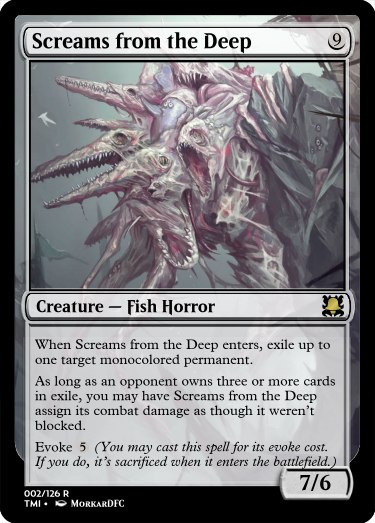 Screams from the Deep 9
Creature — Fish Horror
When Screams from the Deep enters, exile up to
one target monocolored permanent.
As long as an opponent owns three or more cards
in exile, you may have Screams from the Deep
assign its combat damage as though it weren't
blocked.
Evoke 5 (You may cast this spell for its evoke cost.
If you do, it's sacrificed when it enters the battlefield.)
7/6
002/126 R
TMI • MorkarDFC